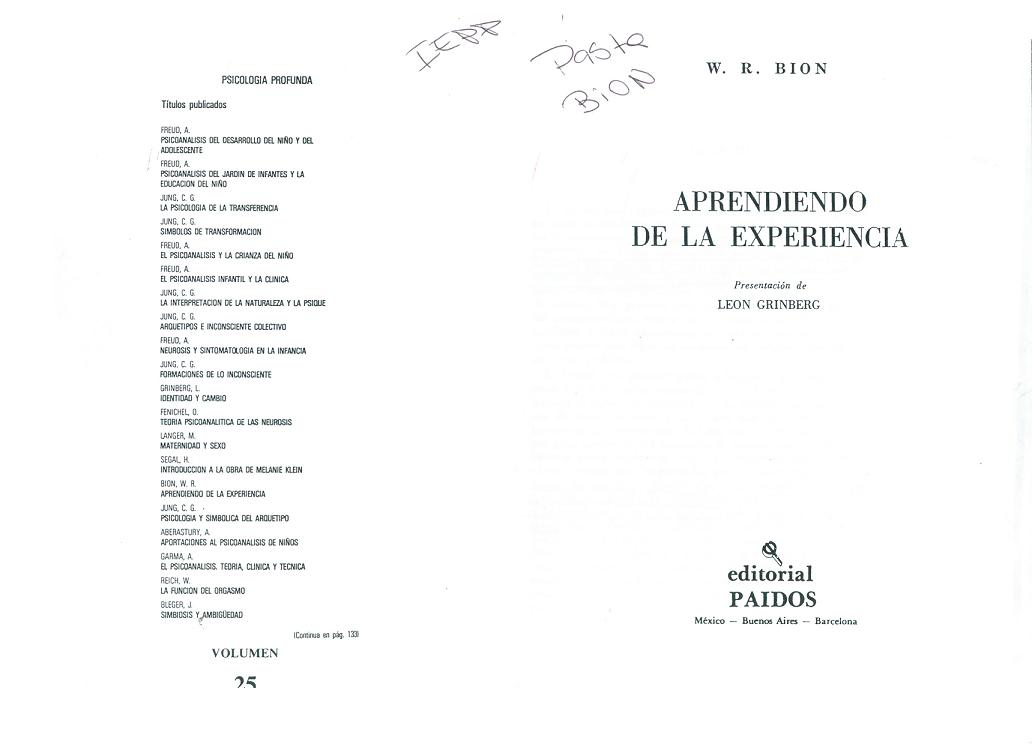 IEPP
Pasta
BION
PSICOLOGIA PROFUNDA
Títulos publicados
FREUD, A.
PSICOANALISIS DEL DESARROLLO DEL NIÑO Y DEL
ADOLESCENTE
FREUD, A.
PSICOANALISIS DEL JARDIN DE INFANTES Y LA
EDUCACION DEL NIÑO
JUNG, C. G.
LA PSICOLOGIA DE LA TRANSFERENCIA
JUNG, C. G.
SIMBOLOS DE TRANSFORMACION
FREUD, A.
EL PSICOANALISIS Y LA CRIANZA DEL NIÑO
FREUD, A.
EL PSICOANALISIS INFANTIL Y LA CLINICA
JUNG, C. G.
LA INTERPRETACION DE LA NATURALEZA Y LA PSIQUE
JUNG, C. G.
ARQUETIPOS E INCONSCIENTE COLECTIVO
FREUD, A.
NEUROSIS Y SINTOMATOLOGIA EN LA INFANCIA
JUNG, C. G.
FORMACIONES DE LO INCONSCIENTE
GRINBERG, L.
IDENTIDAD Y CAMBIO
FENICHEL, O.
TEORIA PSICOANALITICA DE LAS NEUROSIS
LANGER, M.
MATERNIDAD Y SEXO
SEGAL, H.
INTRODUCCION A LA OBRA DE MELANIE KLEIN
BION, W. R.
APRENDIENDO DE LA EXPERIENCIA
JUNG, C. G.
PSICOLOGIA Y SIMBOLICA DEL ARQUETIPO
ABERASTURY, A.
APORTACIONES AL PSICOANALISIS DE NIÑOS
GARMA, A.
EL PSICOANALISIS. TEORIA, CLINICA Y TECNICA
REICH, W.
LA FUNCION DEL ORGASMO
BLEGER, J.
SIMBIOSIS Y AMBIGÜEDAD
(Continua en pág. 133)
VOLUMEN
25
W. R. BION
APRENDIENDO
DE LA EXPERIENCIA
Presentación de
LEON GRINBERG
editorial
PAIDOS
México — Buenos Aires — Barcelona